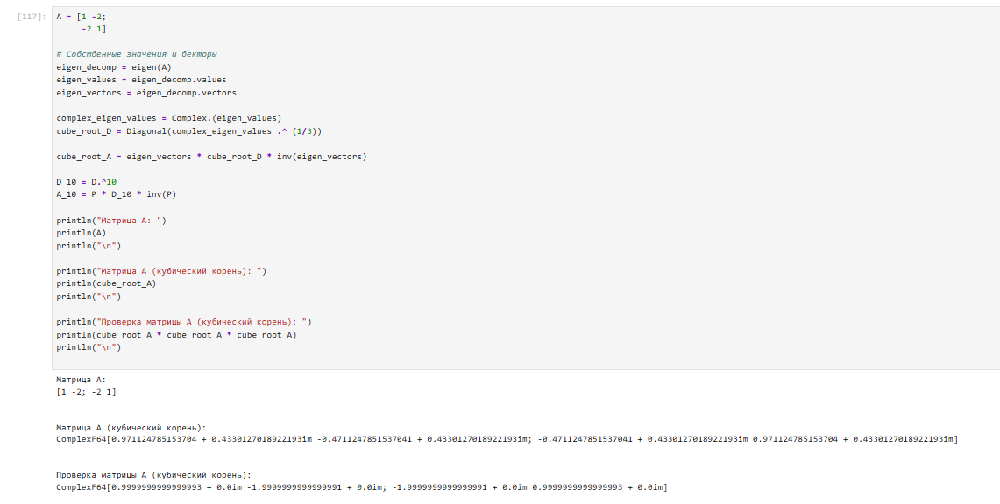 [117]: A = [1 -2;
-2 1]
# Собственные значения и векторы
eigen_decomp = eigen(A)
eigen_values = eigen_decomp.values
eigen_vectors = eigen_decomp.vectors
complex_eigen_values = Complex.(eigen_values)
cube_root_D = Diagonal(complex_eigen_values .^ (1/3))
cube_root_A = eigen_vectors * cube_root_D * inv(eigen_vectors)
D_10 = D.^10
A_10 = P * D_10 * inv(P)
println("Матрица A: ")
println(A)
println("\n")
println("Матрица A (кубический корень): ")
println(cube_root_A)
println("\n")
println("Проверка матрицы A (кубический корень): ")
println(cube_root_A * cube_root_A * cube_root_A)
println("\n")
Матрица A:
[1 -2; -2 1]
Матрица A (кубический корень):
ComplexF64[0.971124785153704 + 0.4330127018922193im -0.4711247851537041 + 0.4330127018922193im; -0.4711247851537041 + 0.4330127018922193im 0.971124785153704 + 0.4330127018922193im]
Проверка матрицы A (кубический корень):
ComplexF64[0.9999999999999993 + 0.0im -1.9999999999999991 + 0.0im; -1.9999999999999991 + 0.0im 0.9999999999999993 + 0.0im]